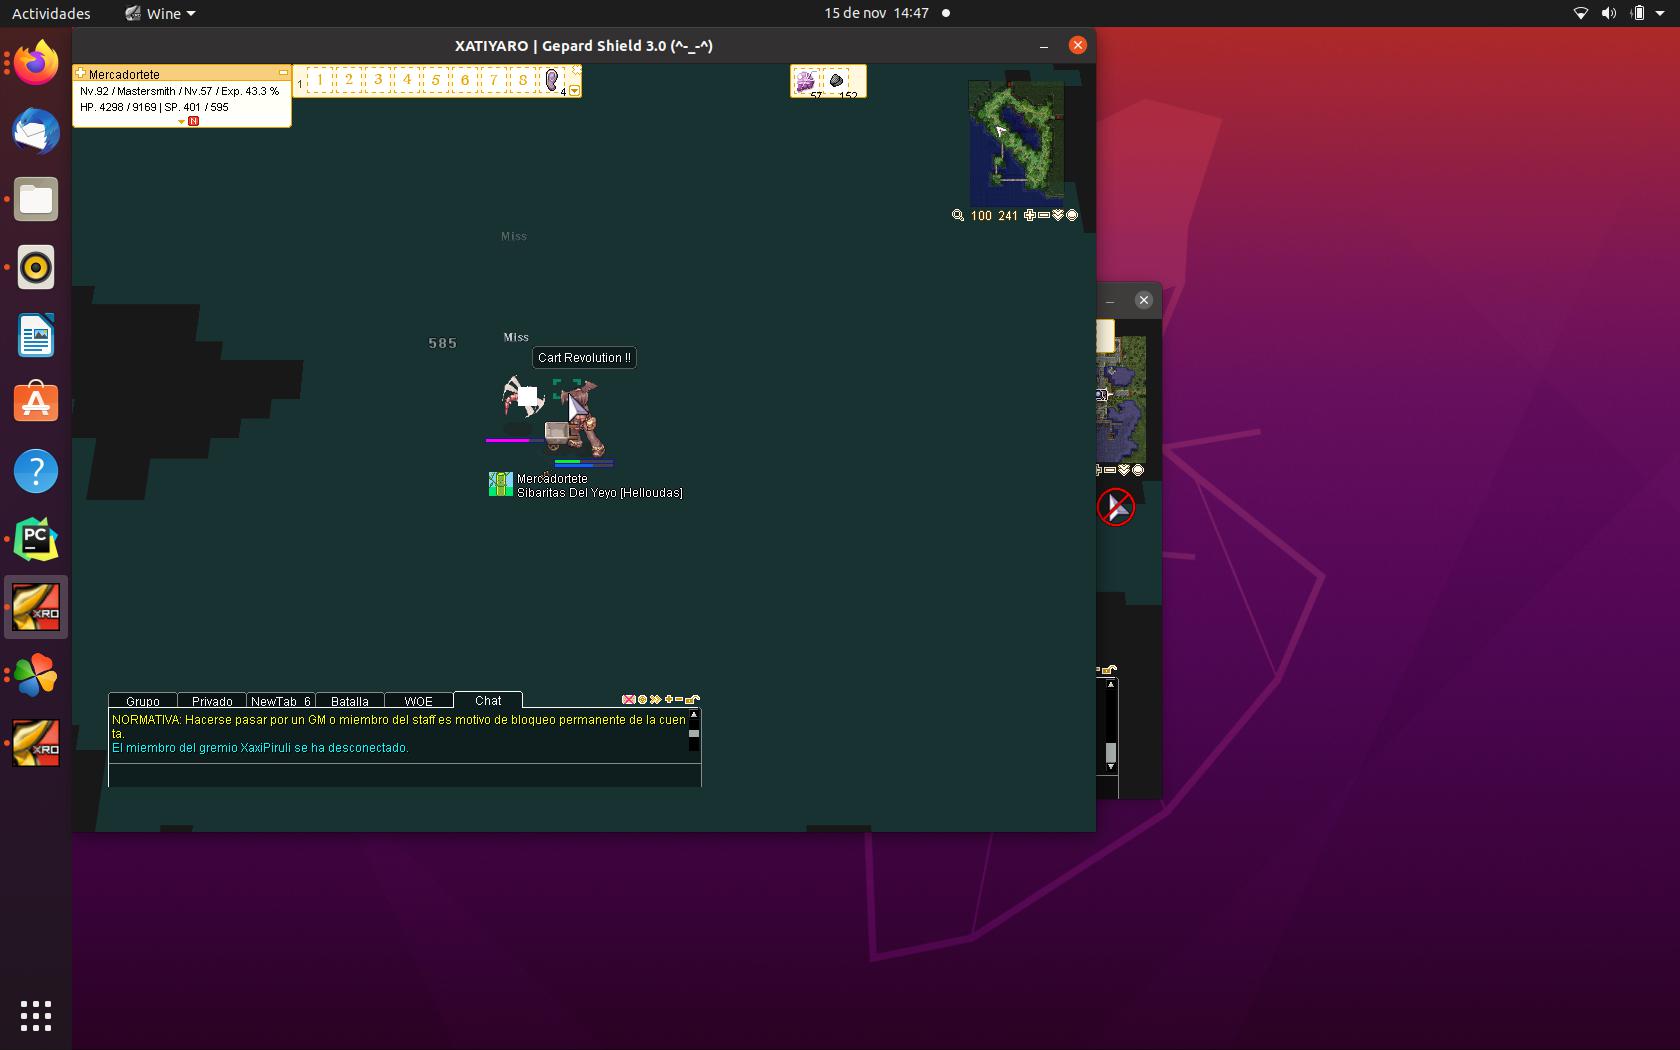 Actividades
Wine
15 de nov 14:47
XATIYARO | Gepard Shield 3.0 (^-_-^)
Mercadortete
Nv.92 / Mastersmith / Nv.57 / Exp. 43.3 %
HP. 4298 / 9169 | SP. 401 / 595
N
1 1 2 3 4 5 6 7 8 4
57 152
100 241
Miss
585
Miss
Cart Revolution !!
Mercadortete
Sibaritas Del Yeyo [Helloudas]
Grupo Privado NewTab_6 Batalla WOE Chat
NORMATIVA: Hacerse pasar por un GM o miembro del staff es motivo de bloqueo permanente de la cuen
ta.
El miembro del gremio XaxiPiruli se ha desconectado.
PC
XRO
XRO